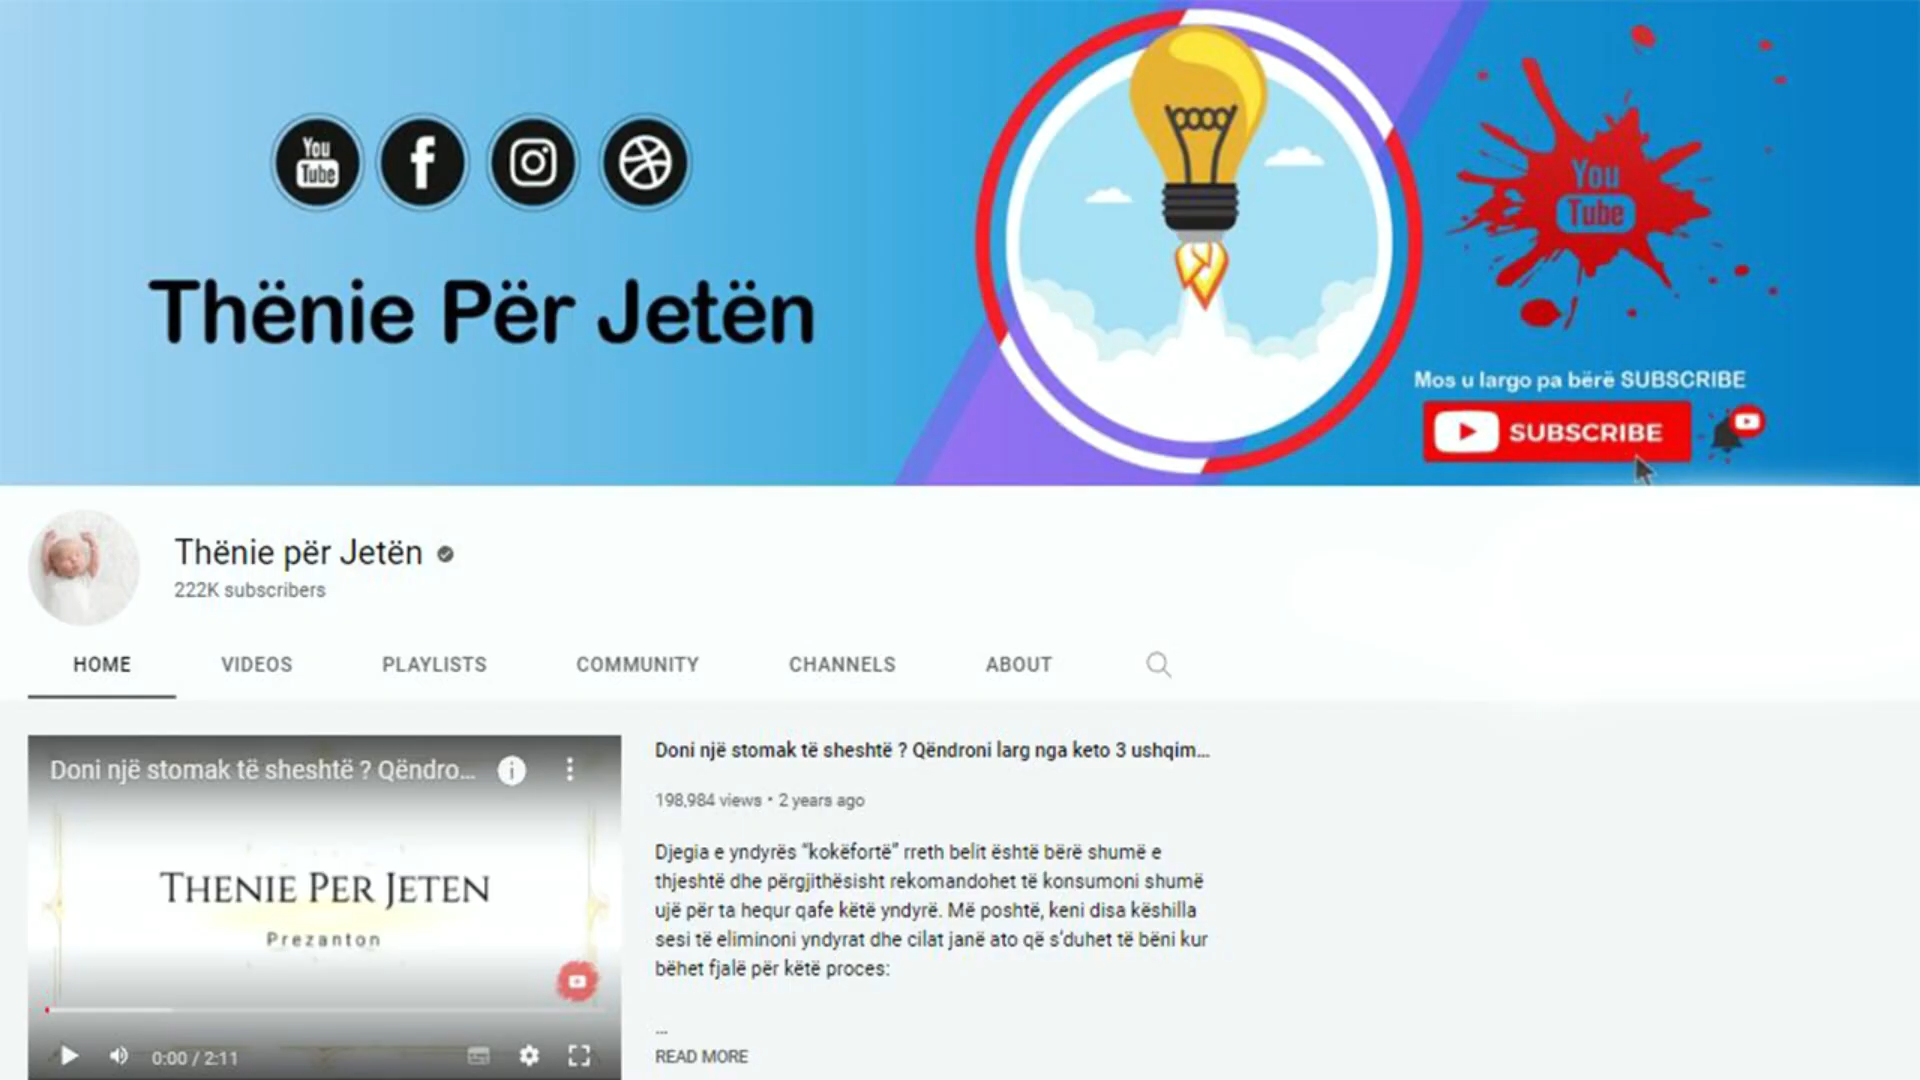 You
Tube
Thënie Për Jetën
You
Tube
Mos u largo pa bërë SUBSCRIBE
SUBSCRIBE
Thënie për Jetën
222K subscribers
HOME VIDEOS PLAYLISTS COMMUNITY CHANNELS ABOUT
Doni një stomak të sheshtë ? Qëndro...
THENIE PER JETEN
Prezanton
0:00 / 2:11
Doni një stomak të sheshtë ? Qëndroni larg nga keto 3 ushqim...
198,984 views • 2 years ago
Djegia e yndyrës “kokëfortë” rreth belit është bërë shumë e
thjeshtë dhe përgjithësisht rekomandohet të konsumoni shumë
ujë për ta hequr qafe këtë yndyrë. Më poshtë, keni disa këshilla
sesi të eliminoni yndyrat dhe cilat janë ato që s'duhet të bëni kur
bëhet fjalë për këtë proces:
...
READ MORE